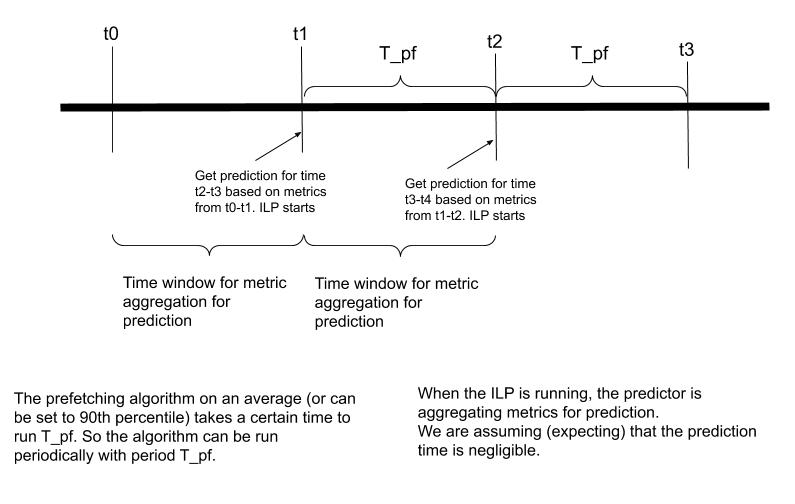 t0
t1
t2
t3
T_pf
T_pf
Get prediction for time
t2-t3 based on metrics
from t0-t1. ILP starts
Get prediction for time
t3-t4 based on metrics
from t1-t2. ILP starts
Time window for metric
aggregation for
prediction
Time window for metric
aggregation for
prediction
The prefetching algorithm on an average (or can
be set to 90th percentile) takes a certain time to
run T_pf. So the algorithm can be run
periodically with period T_pf.
When the ILP is running, the predictor is
aggregating metrics for prediction.
We are assuming (expecting) that the prediction
time is negligible.